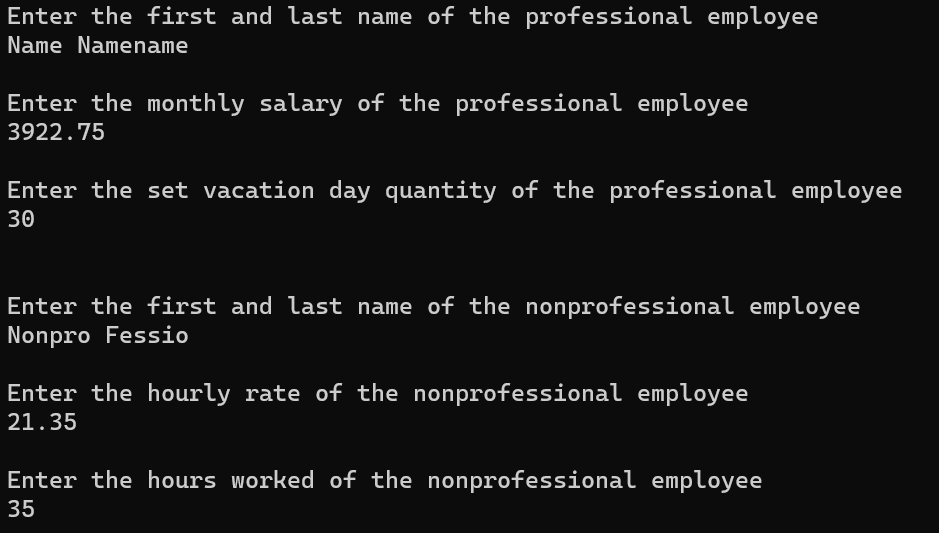 Enter the first and last name of the professional employee
Name Namename
Enter the monthly salary of the professional employee
3922.75
Enter the set vacation day quantity of the professional employee
30
Enter the first and last name of the nonprofessional employee
Nonpro Fessio
Enter the hourly rate of the nonprofessional employee
21.35
Enter the hours worked of the nonprofessional employee
35